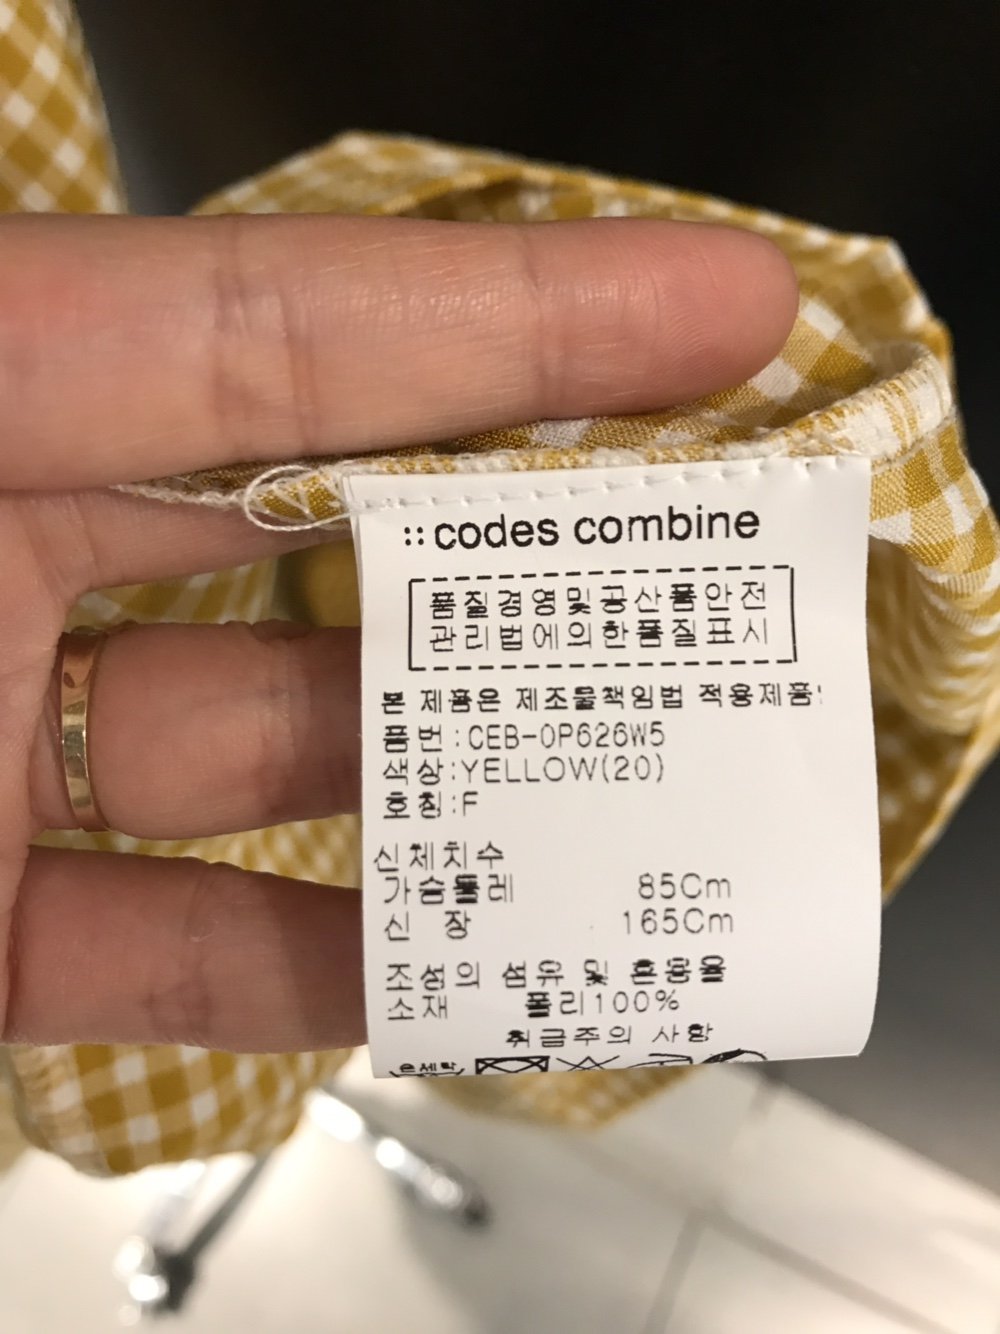 :: codes combine
품질경영및공산품안전
관리법에의한품질표시
본 제품은 제조물책임법 적용제품!
품번:CEB-0P626W5
색상:YELLOW(20)
호칭:F
신체치수
가슴둘레 85Cm
신 장 165Cm
조성의 섬유 및 혼용율
소재 폴리100%
취급주의 사항
손세탁